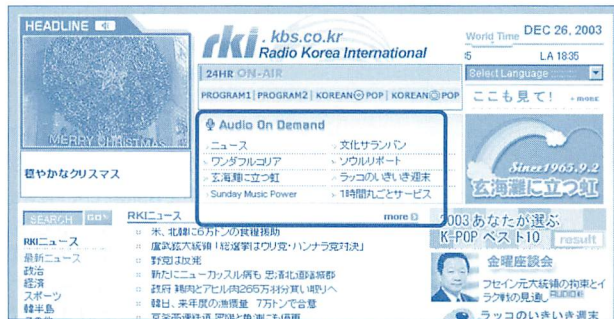 HEADLINE
rki . kbs.co.kr
Radio Korea International
World Time DEC 26, 2003
LA 18:35
24HR ON-AIR
Select Language
PROGRAM1 | PROGRAM2 | KOREAN POP | KOREAN POP
ここも見て! more
MERRY CHRISTMAS
穏やかなクリスマス
Audio On Demand
ニュース
文化サランバン
ワンダフルコリア
ソウルリポート
玄海灘に立つ虹
ラッコのいきいき週末
Sunday Music Power
1時間丸ごとサービス
more
Since1965.9.2
玄海灘に立つ虹
SEARCH GO
RKIニュース
RKIニュース
最新ニュース
政治
経済
スポーツ
韓半島
米、北韓に6万トンの食糧援助
盧武鉉大統領「総選挙はウリ党・ハンナラ党対決」
野党は反発
新たにニューカッスル病も 忠清北道陰城郡
政府 鶏肉とアヒル肉265万羽分買い取りへ
韓日、来年度の漁獲量 7万トンで合意
2003 あなたが選ぶ
K-POP ベスト10 result
金曜座談会
フセイン元大統領の拘束と
イラク戦の見通し AUDIO
ラッコのいきいき週末